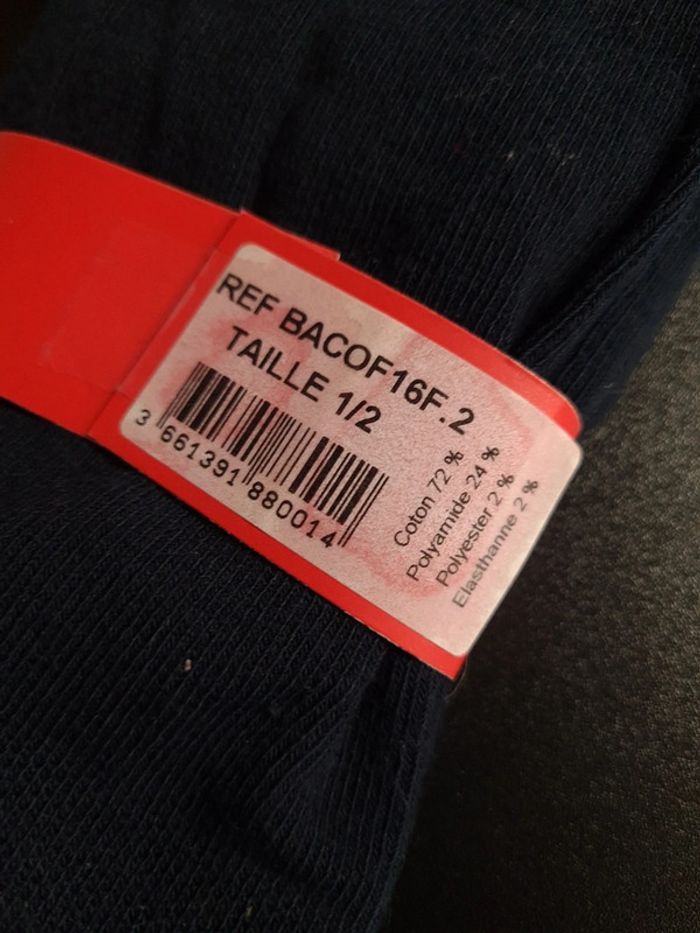 REF BACOF16F.2
TAILLE 1/2
3 661391 880014
Coton 72 %
Polyamide 24 %
Polyester 2 %
Elasthanne 2 %